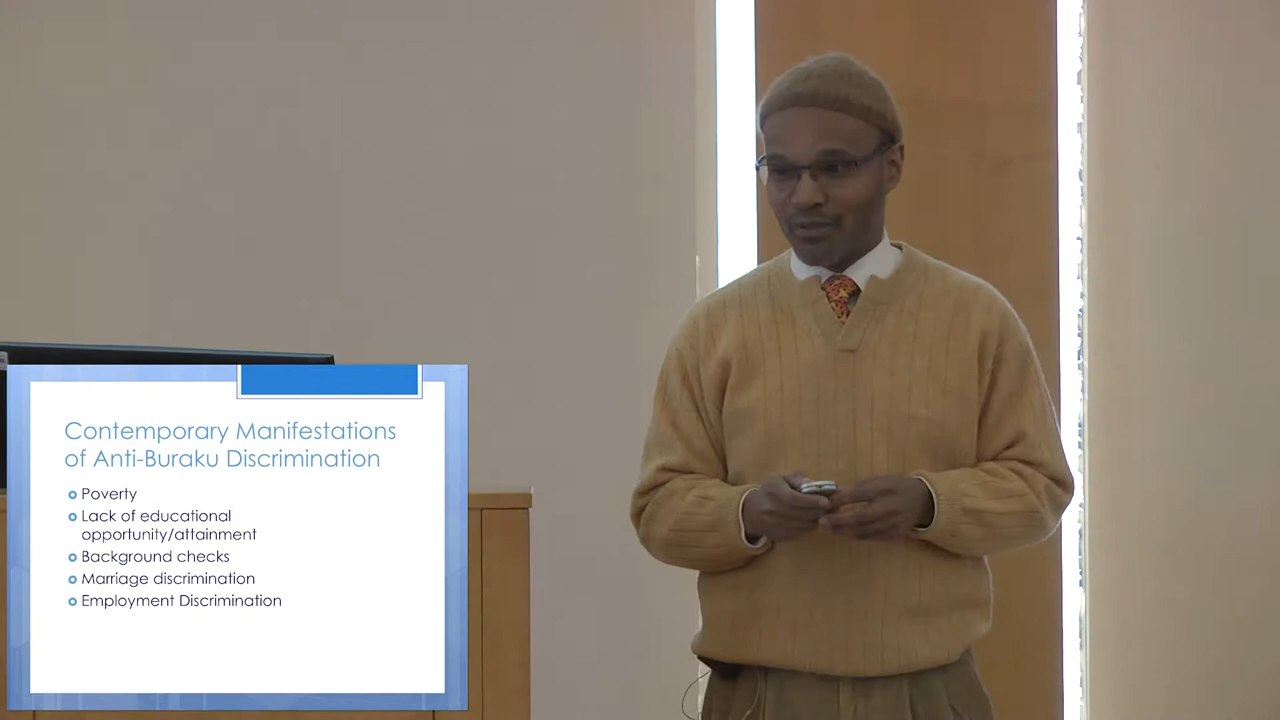 Contemporary Manifestations
of Anti-Buraku Discrimination
Poverty
Lack of educational
opportunity/attainment
Background checks
Marriage discrimination
Employment Discrimination